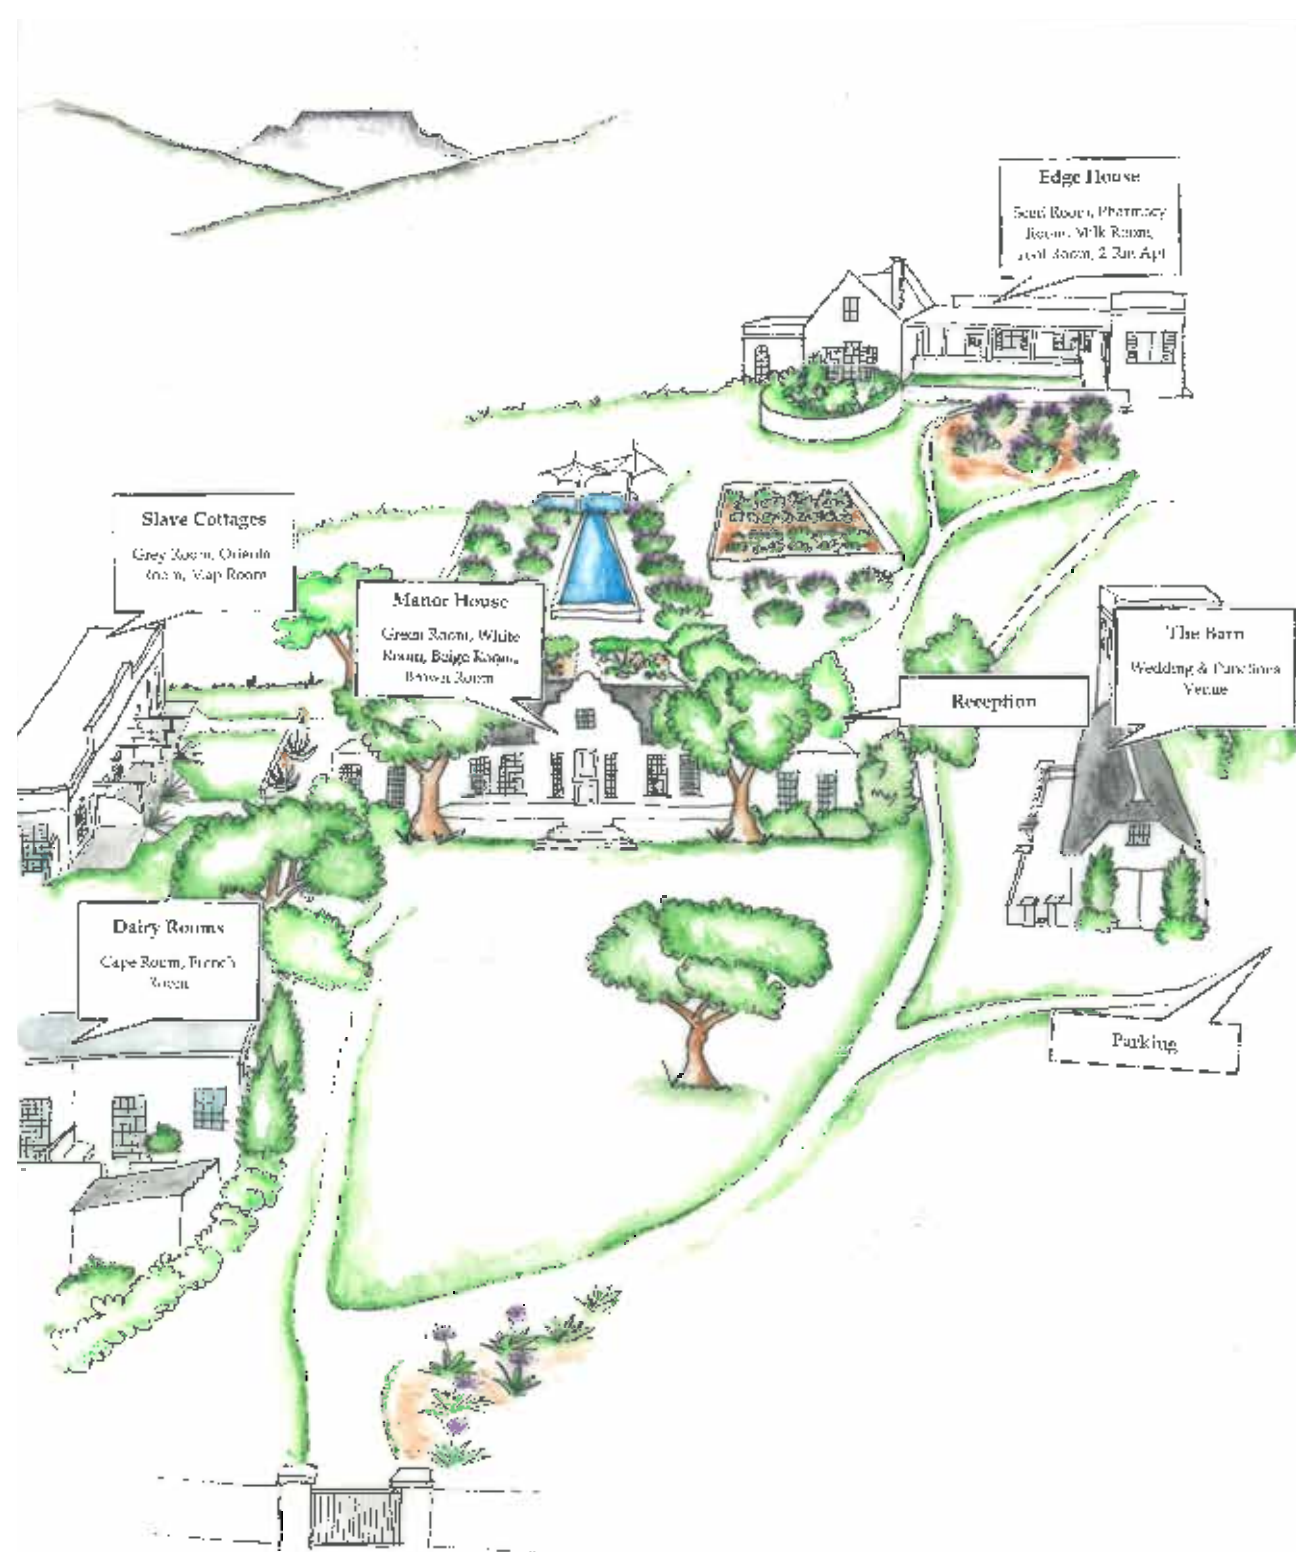 Edge House
Room, Pharmacy
Room, Milk Room,
Room, 2 Rm Apt
Slave Cottages
Grey Room, Oriental
Room, Map Room
Manor House
Green Room, White
Room, Beige Room,
Brown Room
The Barn
Wedding & Functions
Venue
Reception
Dairy Rooms
Cape Room, French
Room
Parking